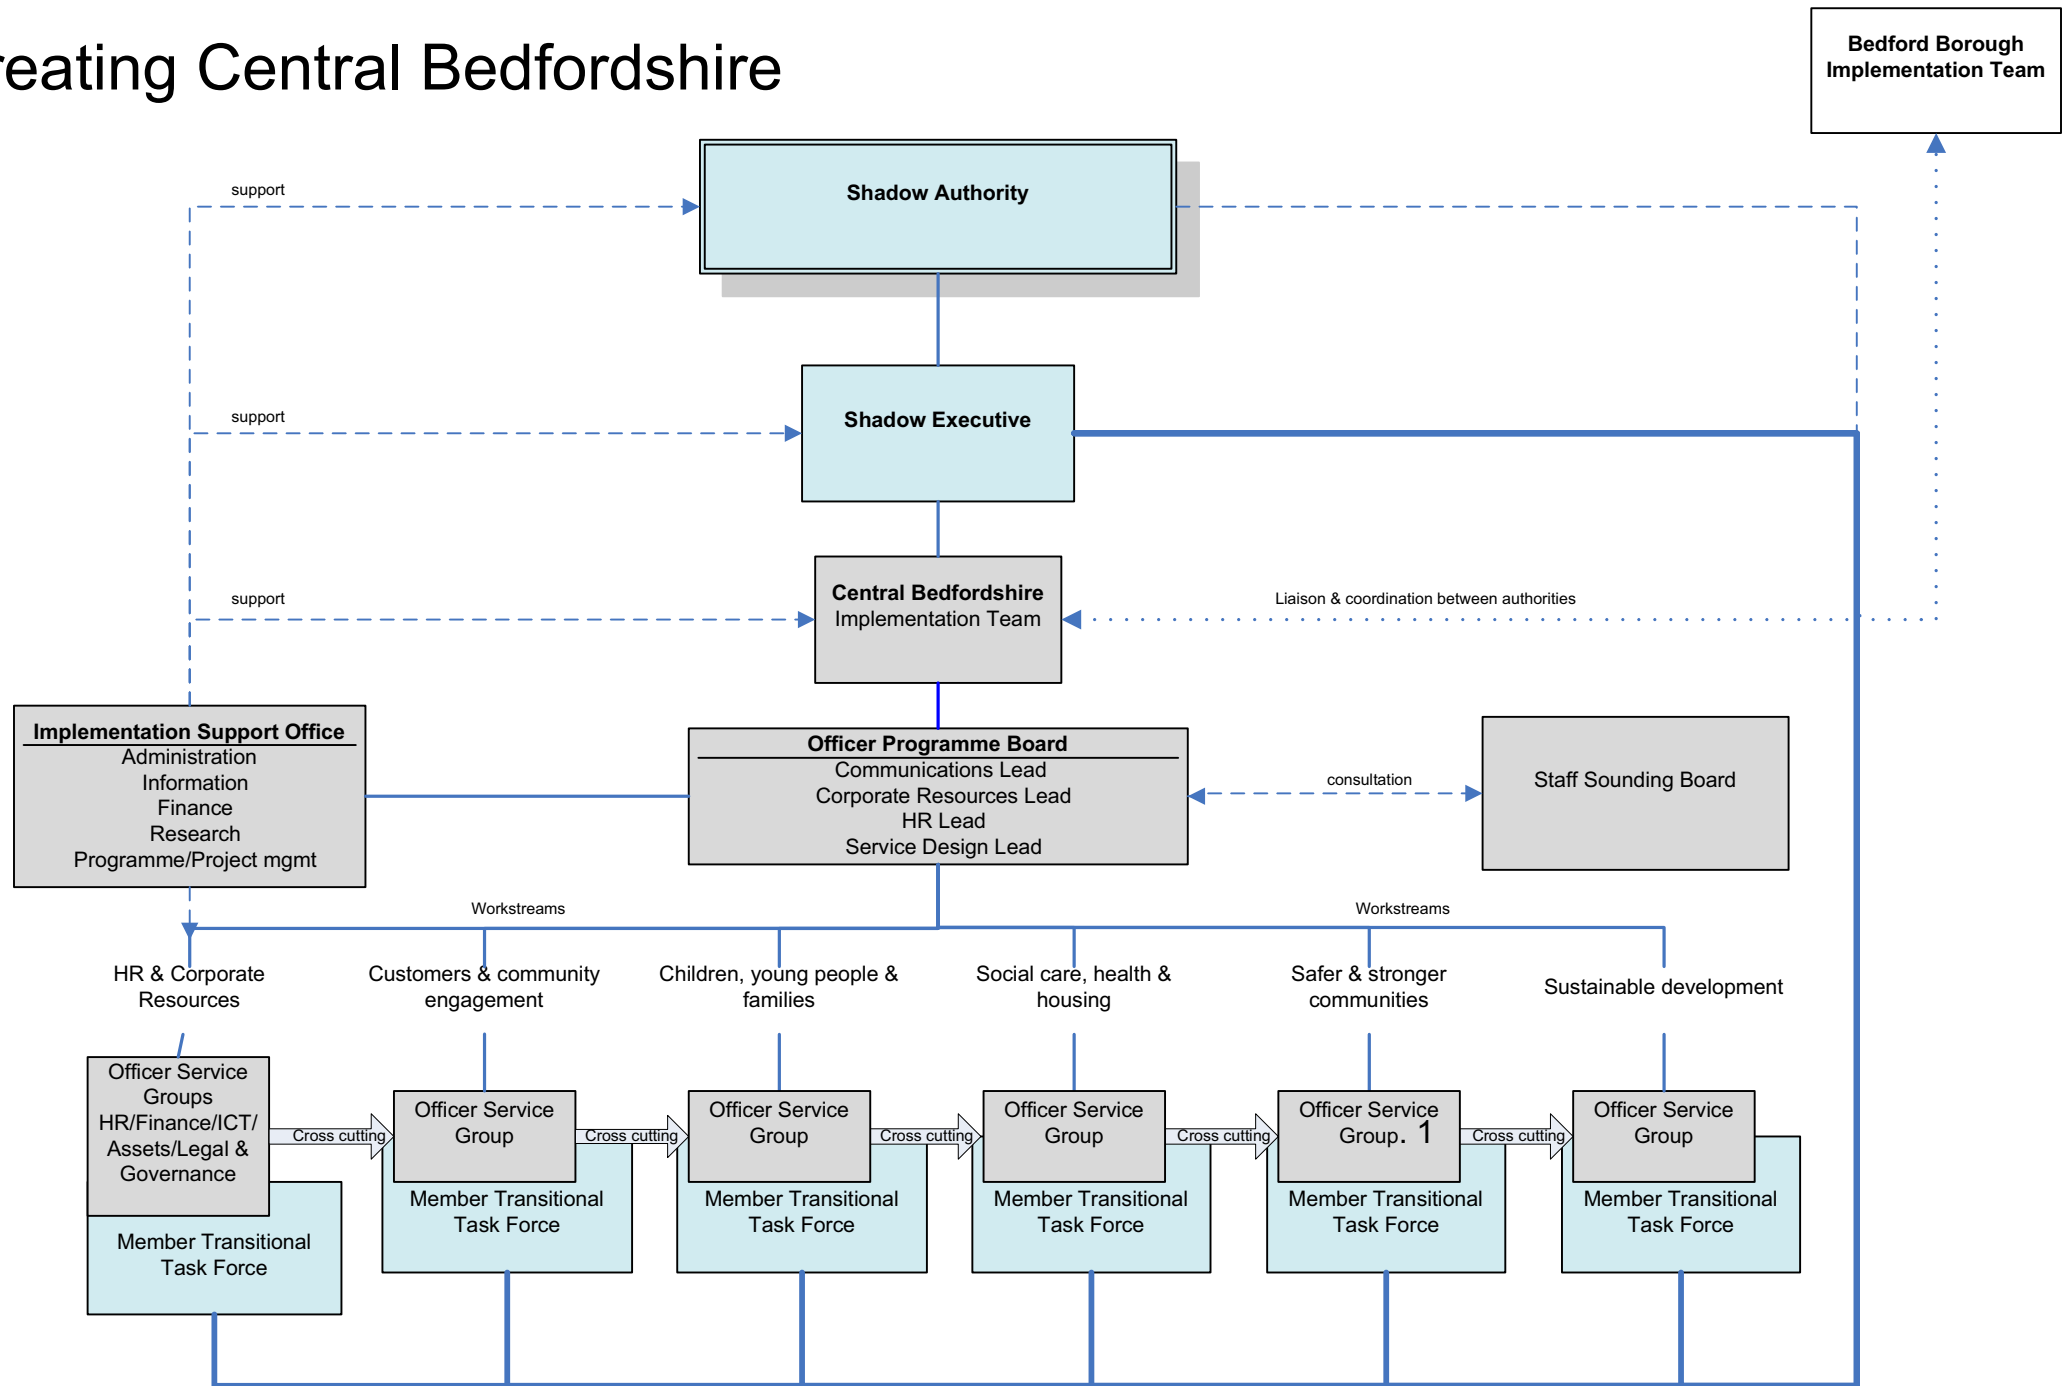 reating Central Bedfordshire
Bedford Borough
Implementation Team
support
Shadow Authority
support
Shadow Executive
support
Central Bedfordshire
Implementation Team
Liaison & coordination between authorities
Implementation Support Office
Administration
Information
Finance
Research
Programme/Project mgmt
Officer Programme Board
Communications Lead
Corporate Resources Lead
HR Lead
Service Design Lead
consultation
Staff Sounding Board
Workstreams
Workstreams
HR & Corporate
Resources
Customers & community
engagement
Children, young people &
families
Social care, health &
housing
Safer & stronger
communities
Sustainable development
Officer Service
Groups
HR/Finance/ICT/
Assets/Legal &
Governance
Cross cutting
Officer Service
Group
Cross cutting
Officer Service
Group
Cross cutting
Officer Service
Group
Cross cutting
Officer Service
Group. 1
Cross cutting
Officer Service
Group
Member Transitional
Task Force
Member Transitional
Task Force
Member Transitional
Task Force
Member Transitional
Task Force
Member Transitional
Task Force
Member Transitional
Task Force